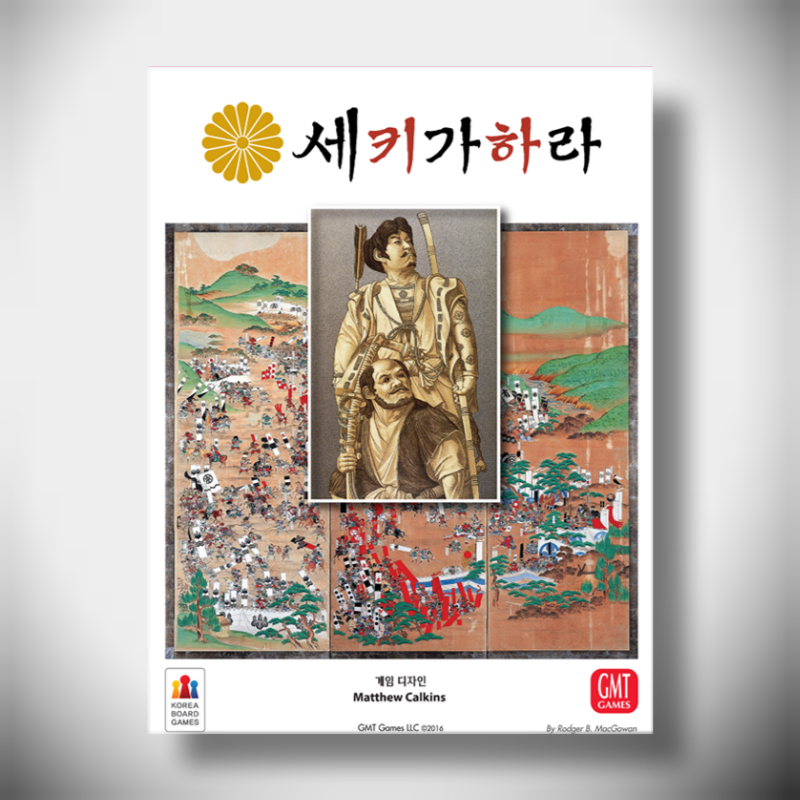 세키가하라
게임 디자인
Matthew Calkins
KOREA
BOARD
GAMES
GMT
GAMES
GMT Games LLC ©2016
By Rodger B. MacGowan